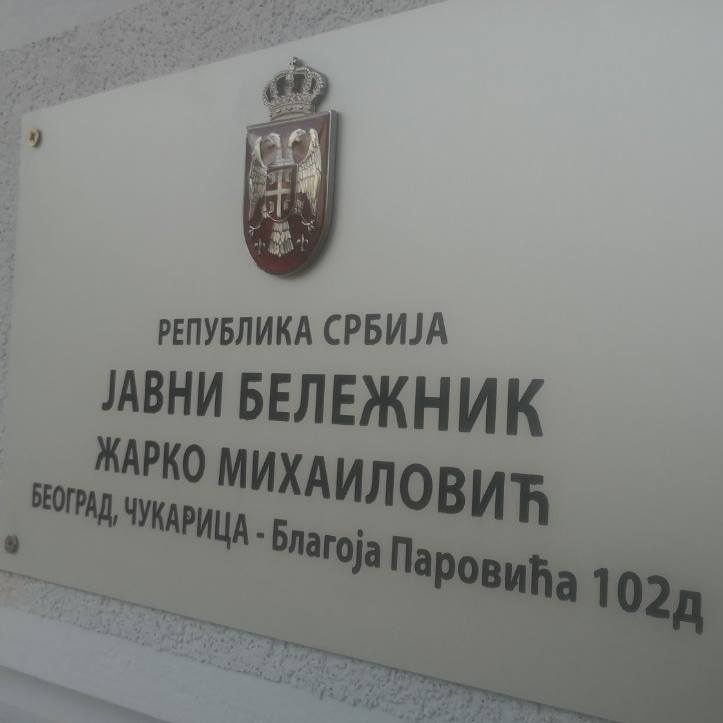 РЕПУБЛИКА СРБИЈА
ЈАВНИ БЕЛЕЖНИК
ЖАРКО МИХАИЛОВИЋ
БЕОГРАД, ЧУКАРИЦА - Благоја Паровића 102д